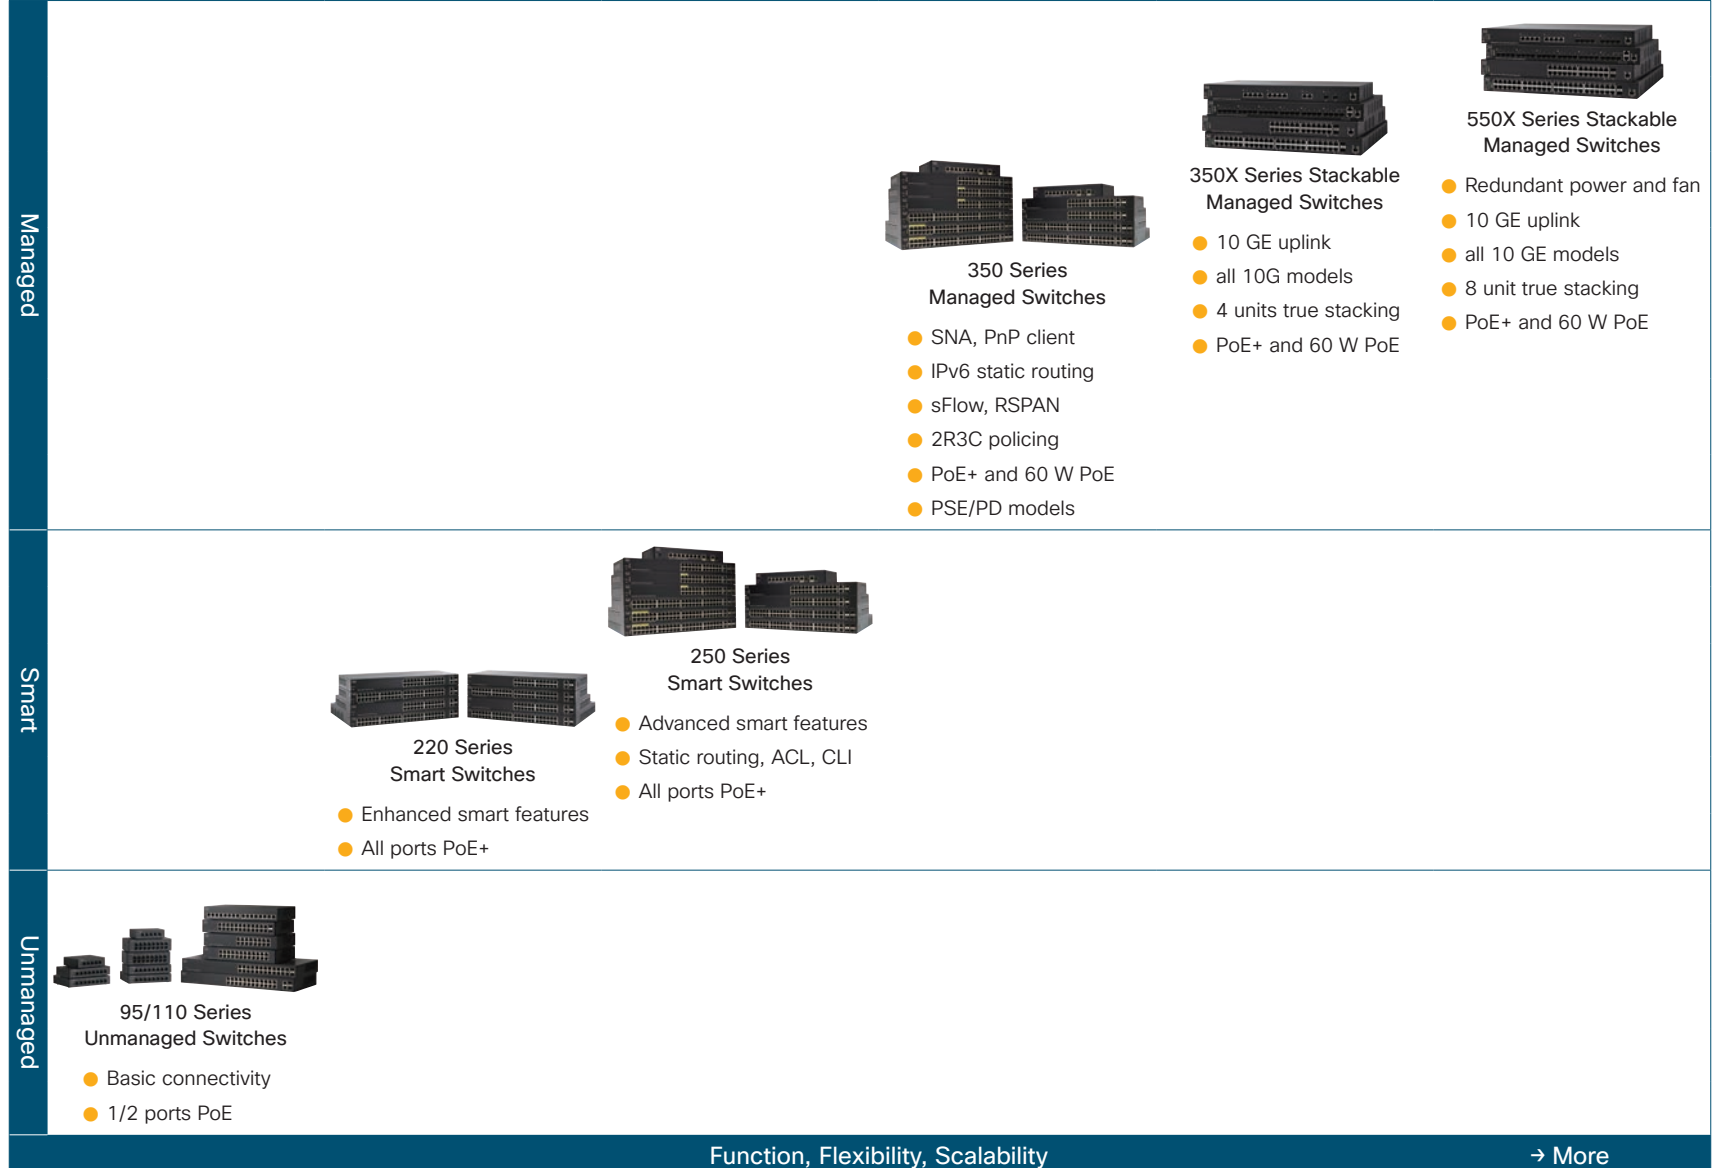 Managed
550X Series Stackable
Managed Switches
Redundant power and fan
10 GE uplink
all 10 GE models
8 unit true stacking
PoE+ and 60 W PoE
350X Series Stackable
Managed Switches
10 GE uplink
all 10G models
4 units true stacking
PoE+ and 60 W PoE
350 Series
Managed Switches
SNA, PnP client
IPv6 static routing
sFlow, RSPAN
2R3C policing
PoE+ and 60 W PoE
PSE/PD models
Smart
250 Series
Smart Switches
Advanced smart features
Static routing, ACL, CLI
All ports PoE+
220 Series
Smart Switches
Enhanced smart features
All ports PoE+
Unmanaged
95/110 Series
Unmanaged Switches
Basic connectivity
1/2 ports PoE
Function, Flexibility, Scalability
→ More